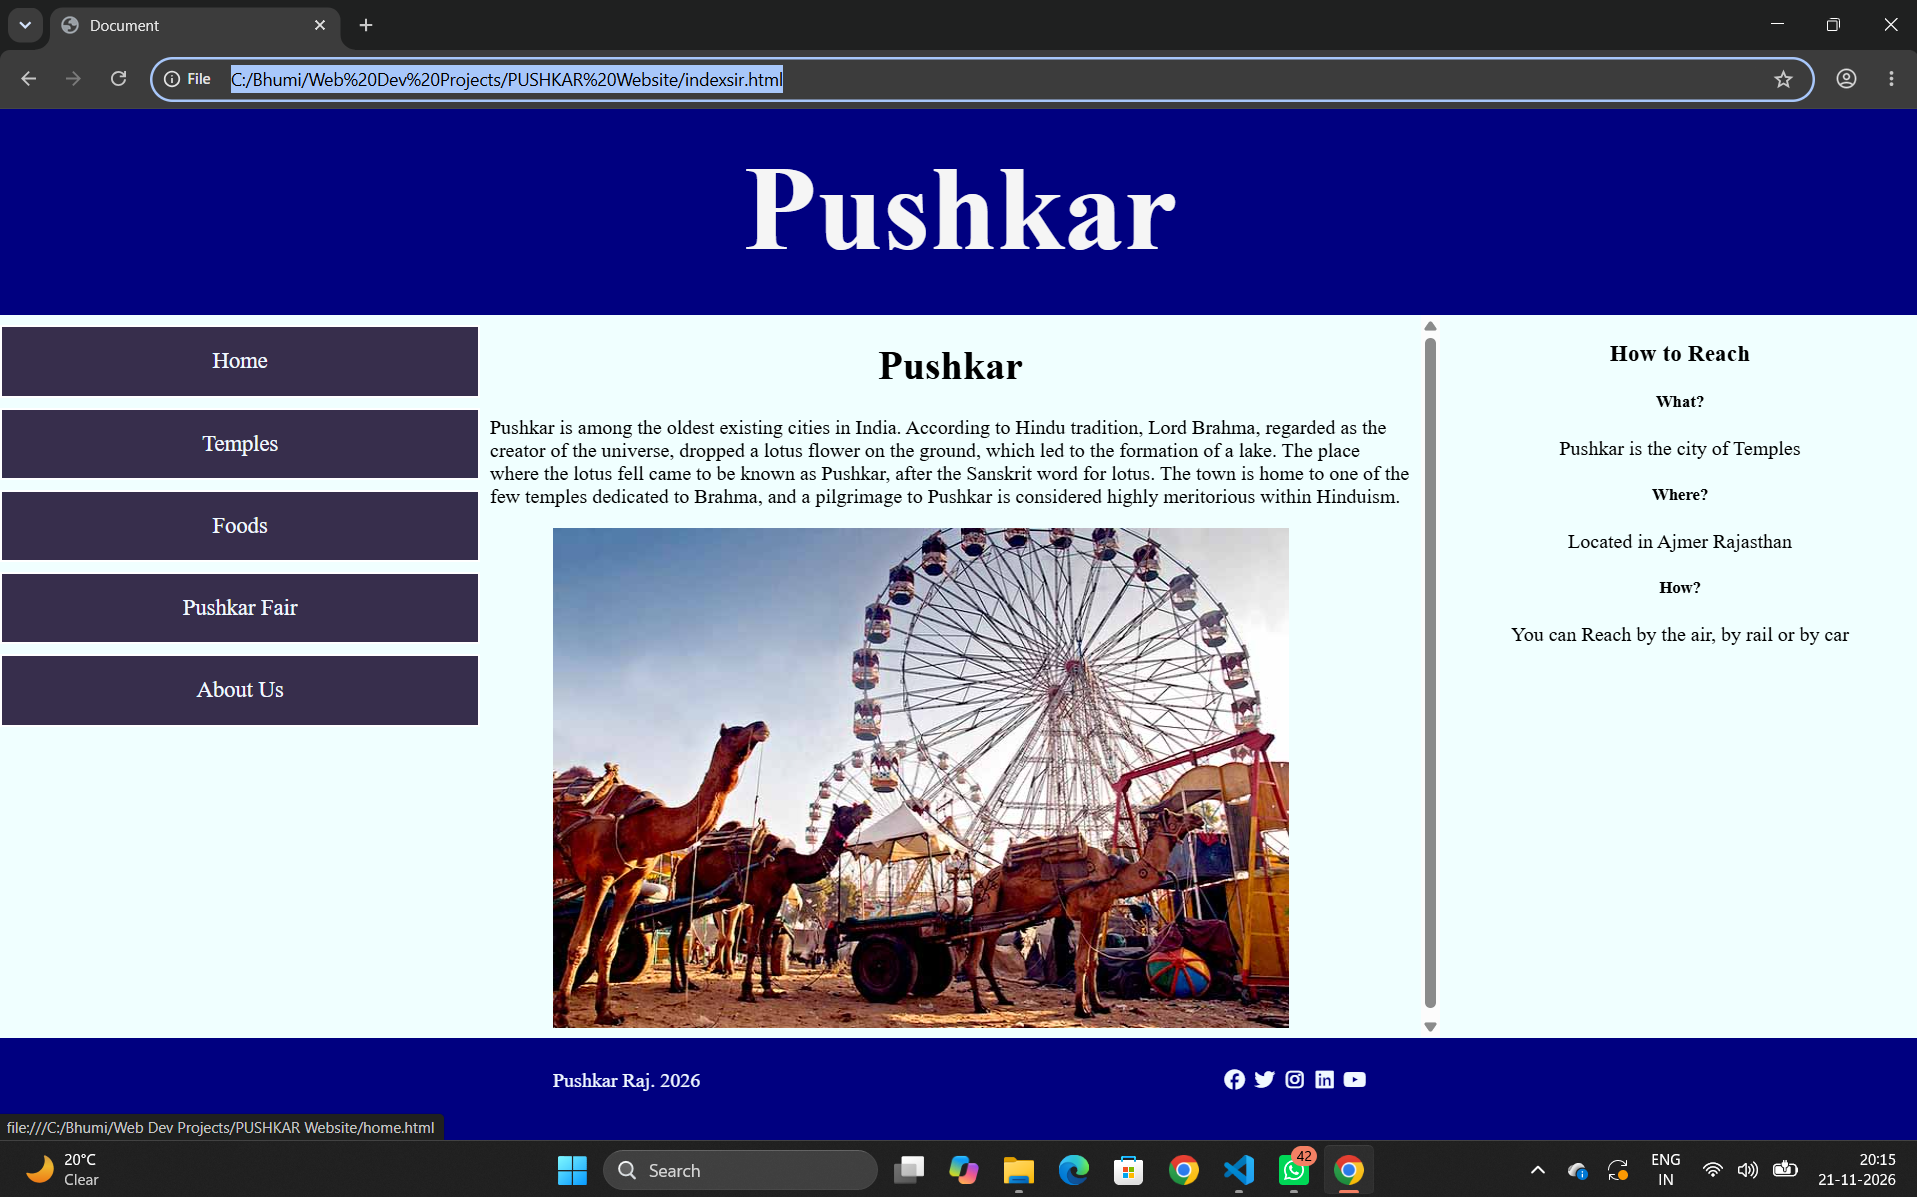 Document
File
C:/Bhumi/Web%20Dev%20Projects/PUSHKAR%20Website/indexsir.html
Pushkar
Home
Temples
Foods
Pushkar Fair
About Us
Pushkar
Pushkar is among the oldest existing cities in India. According to Hindu tradition, Lord Brahma, regarded as the
creator of the universe, dropped a lotus flower on the ground, which led to the formation of a lake. The place
where the lotus fell came to be known as Pushkar, after the Sanskrit word for lotus. The town is home to one of the
few temples dedicated to Brahma, and a pilgrimage to Pushkar is considered highly meritorious within Hinduism.
How to Reach
What?
Pushkar is the city of Temples
Where?
Located in Ajmer Rajasthan
How?
You can Reach by the air, by rail or by car
Pushkar Raj. 2026
file:///C:/Bhumi/Web Dev Projects/PUSHKAR Website/home.html
20°C
Clear
Search
42
ENG
IN
20:15
21-11-2026